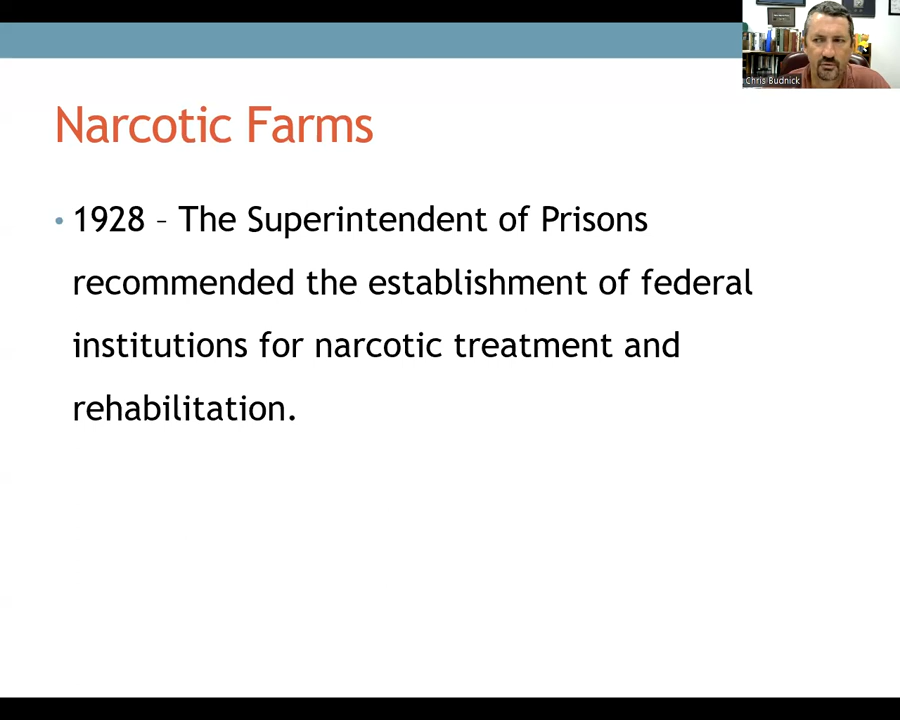 Chris Budnick
Narcotic Farms
• 1928 – The Superintendent of Prisons
recommended the establishment of federal
institutions for narcotic treatment and
rehabilitation.